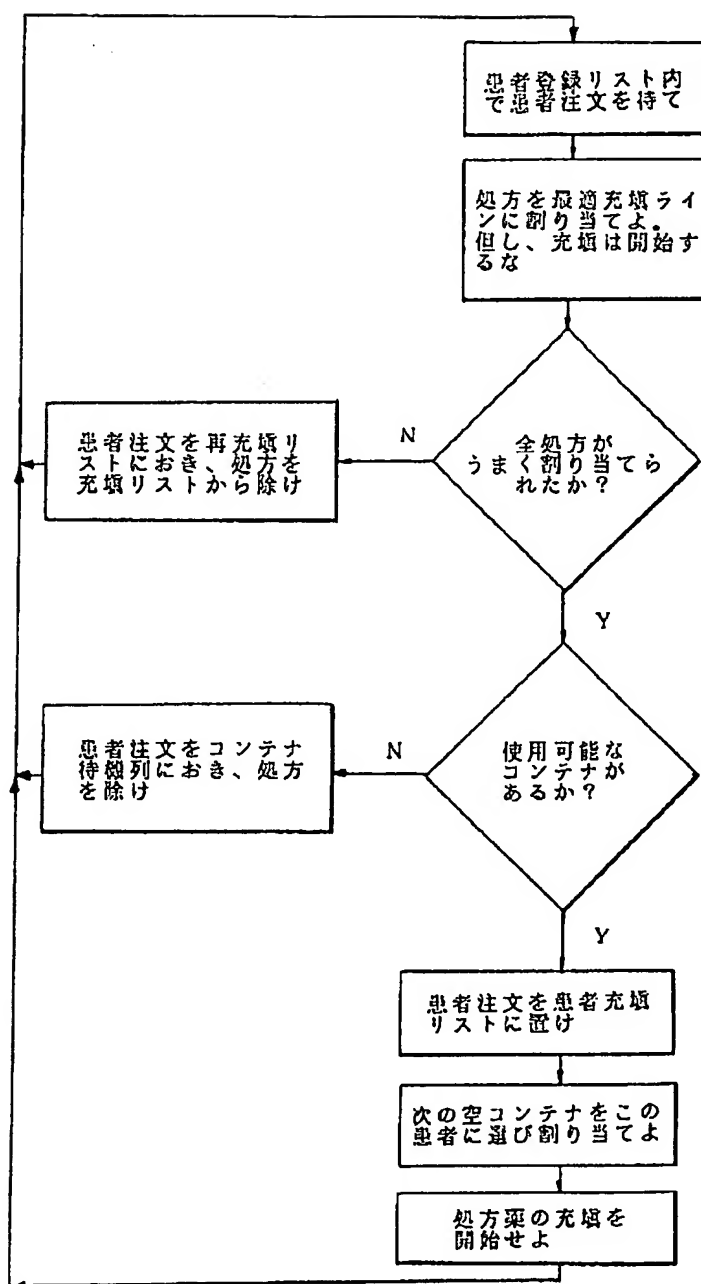 患者登録リスト内
で患者注文を待て
処方を最適充塡ライ
ンに割り当てよ。
但し、充塡は開始す
るな
全処方が
うまく割り当てら
れたか?
N
患者注文を再充塡リ
ストにおき、処方を
充塡リストから除け
Y
使用可能な
コンテナが
あるか?
N
患者注文をコンテナ
待機列におき、処方
を除け
Y
患者注文を患者充塡
リストに置け
次の空コンテナをこの
患者に選び割り当てよ
処方薬の充塡を
開始せよ